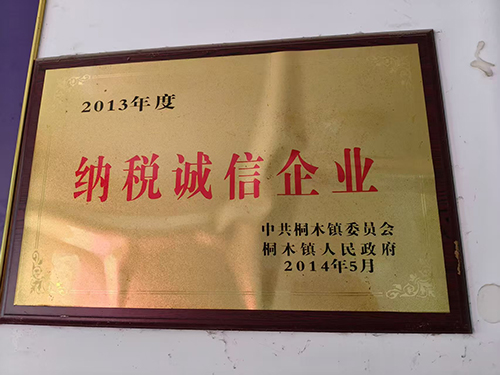 2013年度
纳税诚信企业
中共桐木镇委员会
桐木镇人民政府
2014年5月